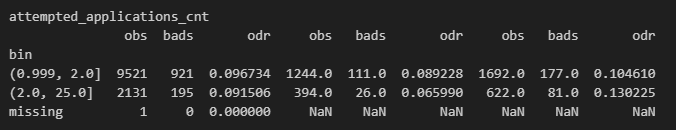 attempted_applications_cnt
obs bads odr obs bads odr obs bads odr
bin
(0.999, 2.0] 9521 921 0.096734 1244.0 111.0 0.089228 1692.0 177.0 0.104610
(2.0, 25.0] 2131 195 0.091506 394.0 26.0 0.065990 622.0 81.0 0.130225
missing 1 0 0.000000 NaN NaN NaN NaN NaN NaN